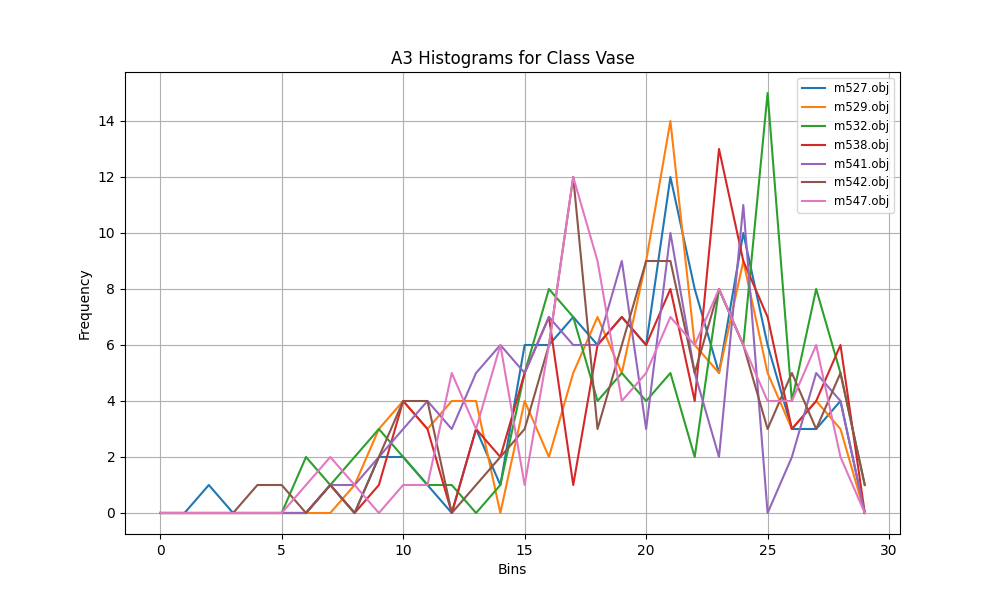 A3 Histograms for Class Vase
m527.obj
m529.obj
m532.obj
m538.obj
m541.obj
m542.obj
m547.obj
Frequency
14
12
10
8
6
4
2
0
0 5 10 15 20 25 30
Bins